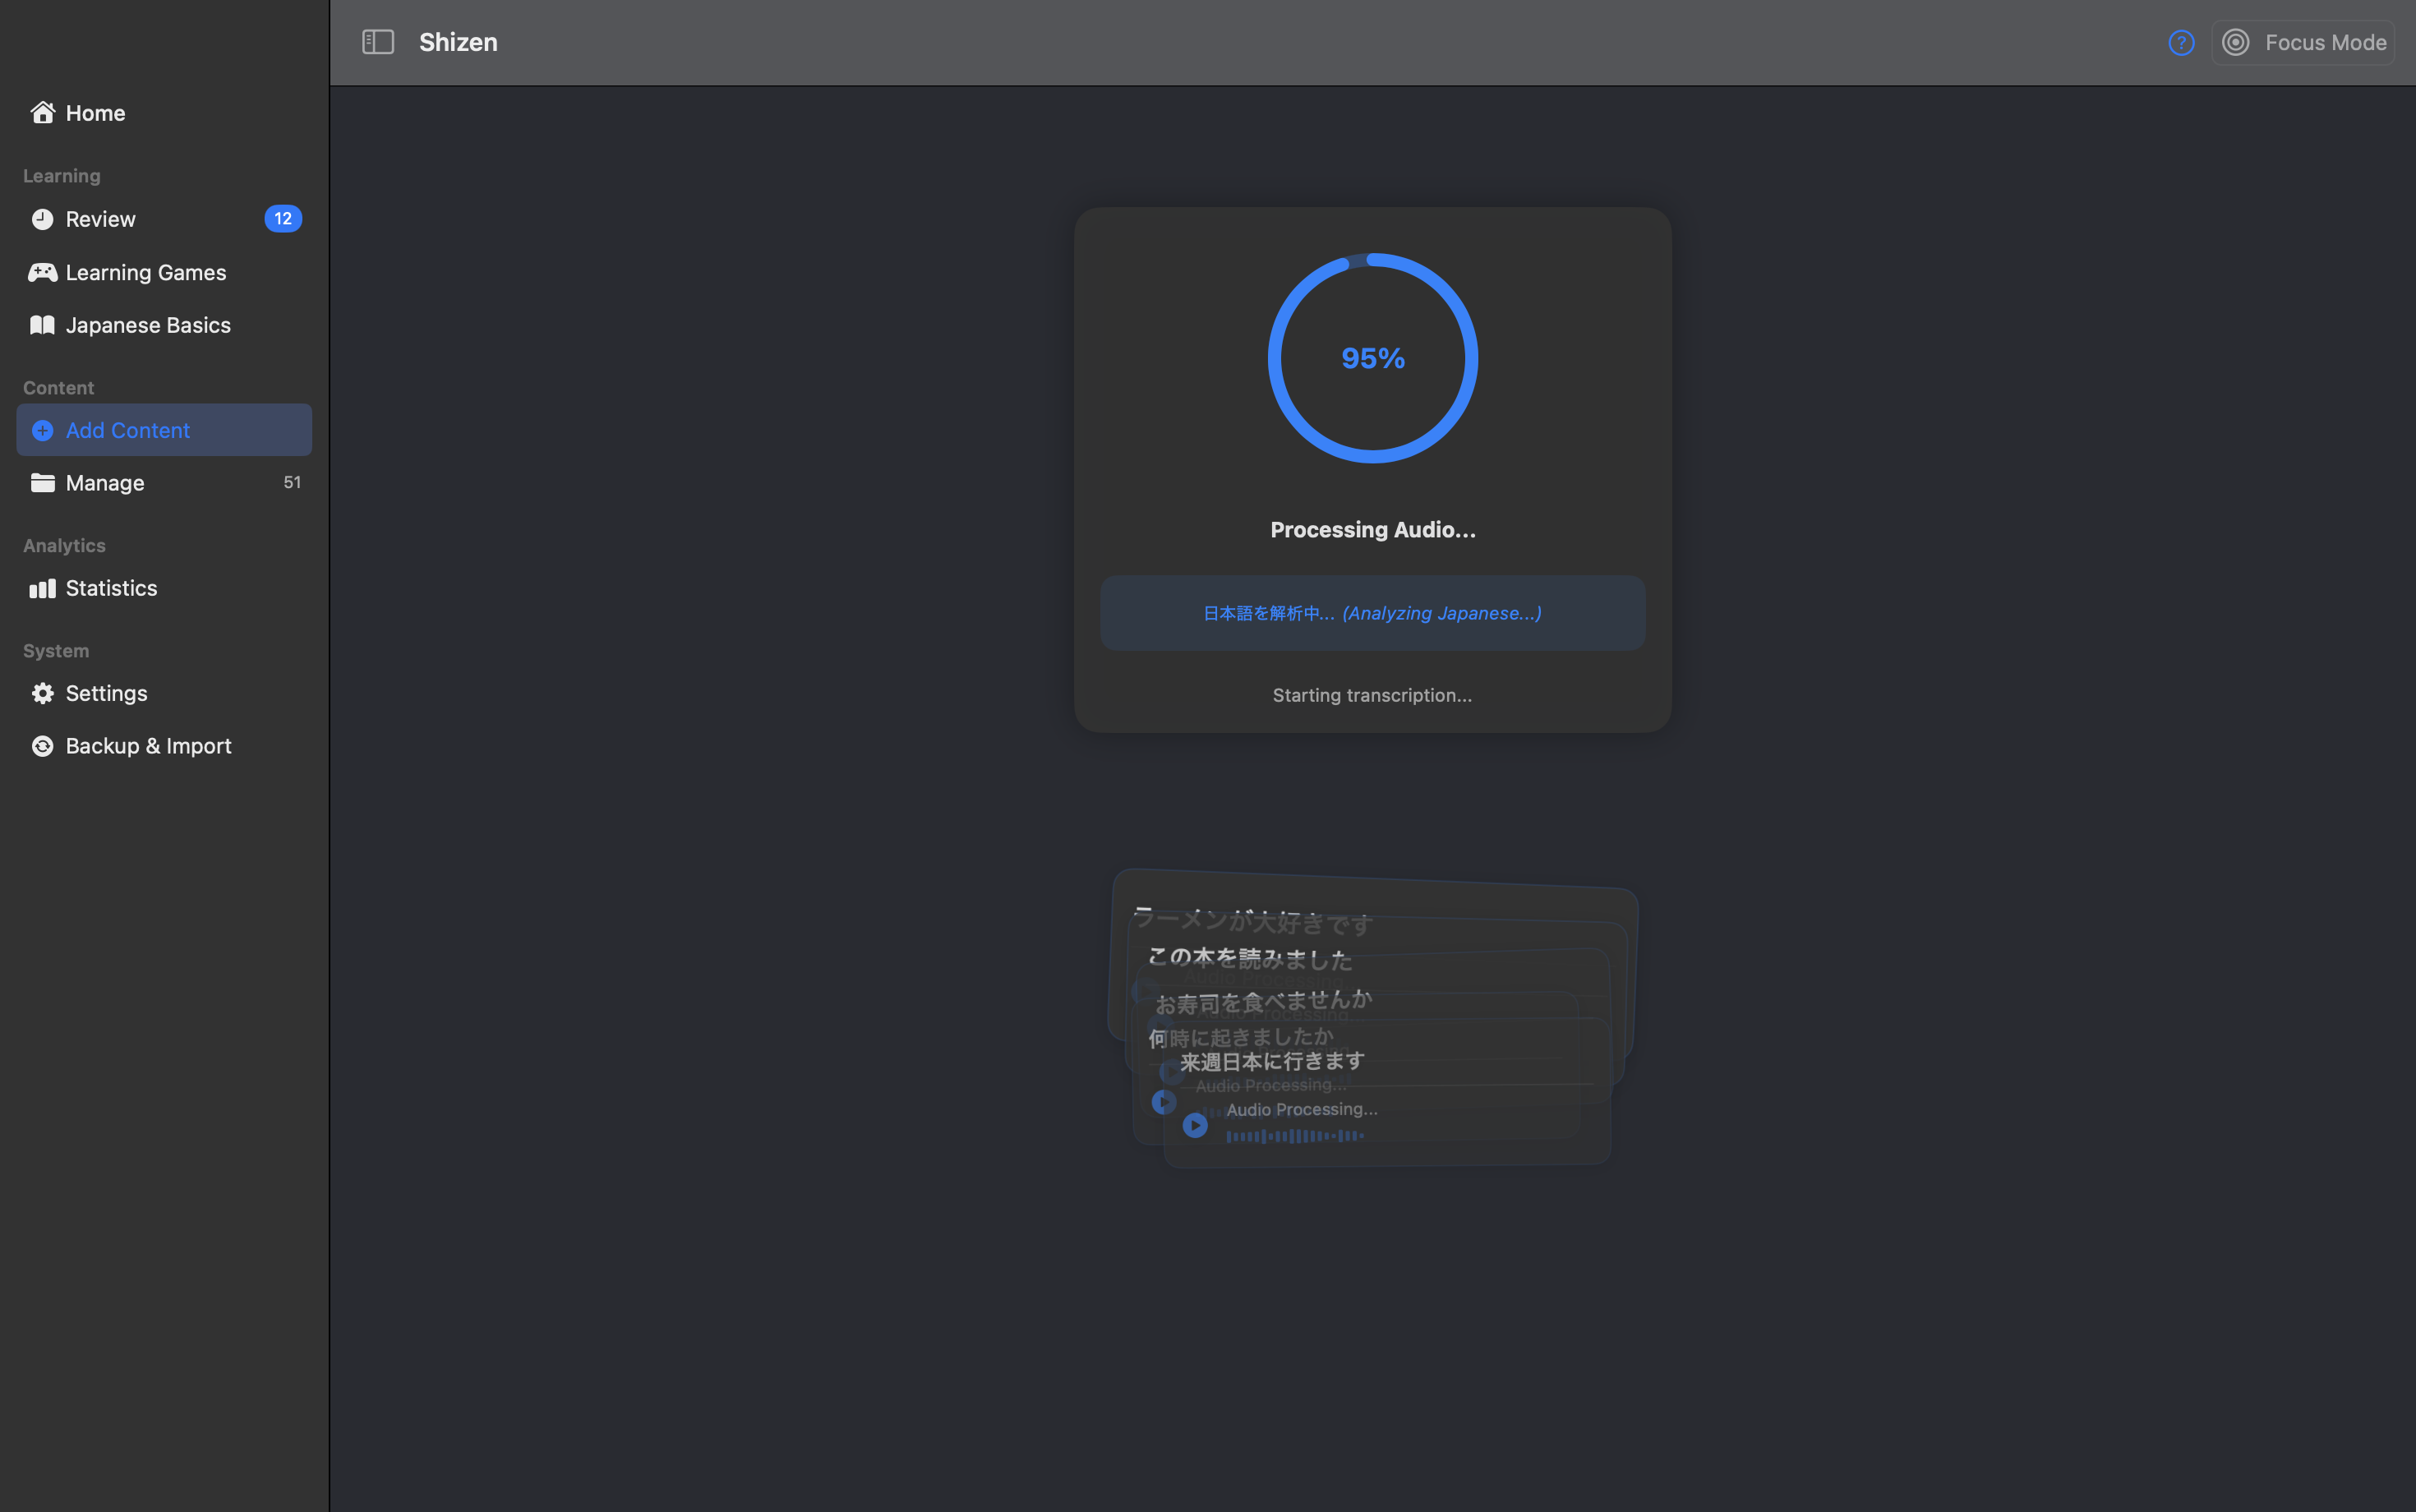 Shizen
Focus Mode
Home
Learning
Review 12
Learning Games
Japanese Basics
Content
Add Content
Manage 51
Analytics
Statistics
System
Settings
Backup & Import
95%
Processing Audio...
日本語を解析中... (Analyzing Japanese...)
Starting transcription...
ラーメンが大好きです
この本を読みました
Audio Processing...
お寿司を食べませんか
Audio Processing...
何時に起きましたか
来週日本に行きます
Audio Processing...
Audio Processing...